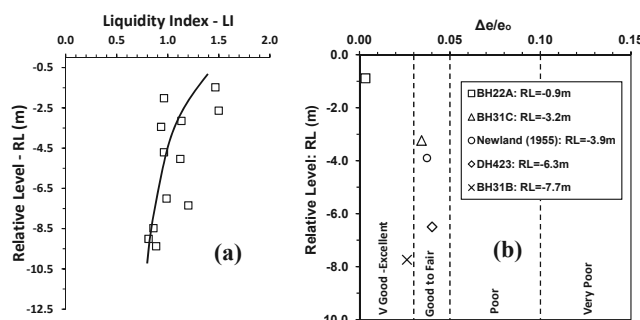 Liquidity Index - LI
0.0 0.5 1.0 1.5 2.0
Relative Level - RL (m)
-0.5
-2.5
-4.5
-6.5
-8.5
-10.5
-12.5
(a)
Δe/eo
0.00 0.05 0.10 0.15
Relative Level: RL (m)
0.0
-2.0
-4.0
-6.0
-8.0
10.0
BH22A: RL=-0.9m
BH31C: RL=-3.2m
Newland (1955): RL=-3.9m
DH423: RL=-6.3m
BH31B: RL=-7.7m
(b)
V Good -Excellent
Good to Fair
Poor
Very Poor